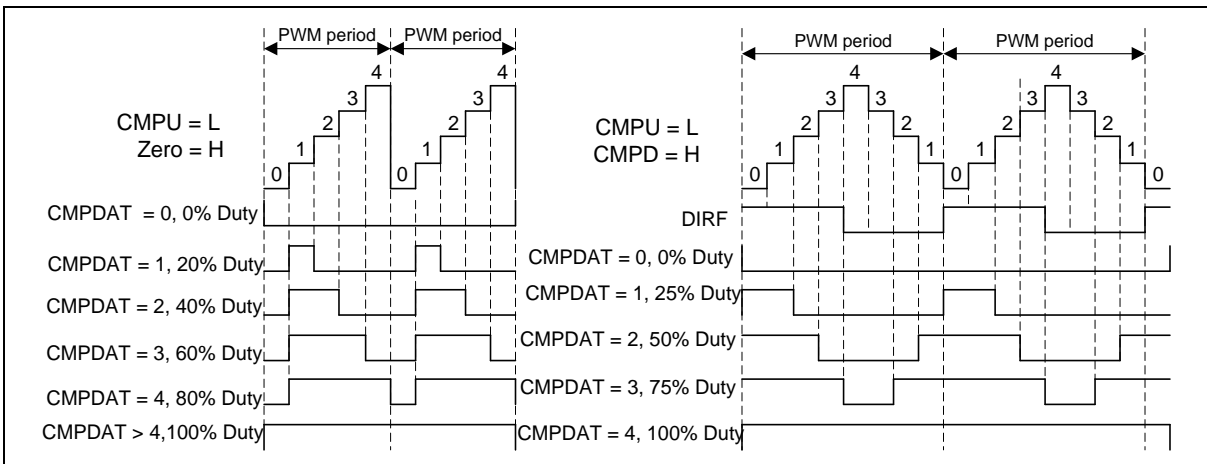 PWM period PWM period
4 4
3 3
2 2
1 1
0 0
CMPU = L
Zero = H
CMPDAT = 0, 0% Duty
CMPDAT = 1, 20% Duty
CMPDAT = 2, 40% Duty
CMPDAT = 3, 60% Duty
CMPDAT = 4, 80% Duty
CMPDAT > 4,100% Duty
PWM period PWM period
4 4
3 3 3 3
2 2 2 2
1 1 1 1
0 0 0
CMPU = L
CMPD = H
DIRF
CMPDAT = 0, 0% Duty
CMPDAT = 1, 25% Duty
CMPDAT = 2, 50% Duty
CMPDAT = 3, 75% Duty
CMPDAT = 4, 100% Duty